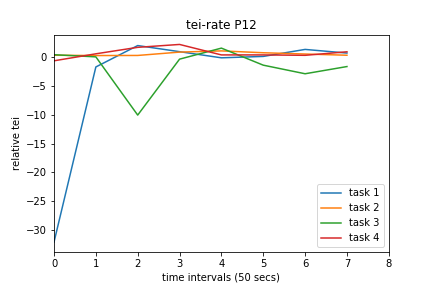 tei-rate P12
relative tei
0
−5
−10
−15
−20
−25
−30
0 1 2 3 4 5 6 7 8
time intervals (50 secs)
task 1
task 2
task 3
task 4